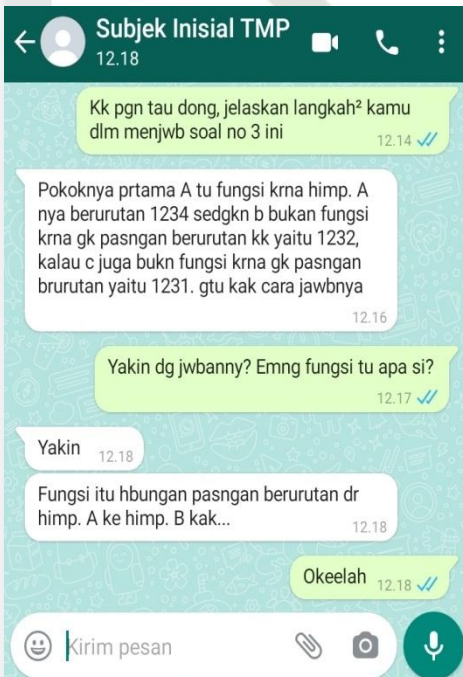 Subjek Inisial TMP
12.18
Kk pgn tau dong, jelaskan langkah² kamu
dlm menjwb soal no 3 ini
12.14
Pokoknya prtama A tu fungsi krna himp. A
nya berurutan 1234 sedgkn b bukan fungsi
krna gk pasngan berurutan kk yaitu 1232,
kalau c juga bukn fungsi krna gk pasngan
brurutan yaitu 1231. gtu kak cara jawbnya
12.16
Yakin dg jwbanny? Emng fungsi tu apa si?
12.17
Yakin
12.18
Fungsi itu hbungan pasngan berurutan dr
himp. A ke himp. B kak...
12.18
Okeelah
12.18
Kirim pesan